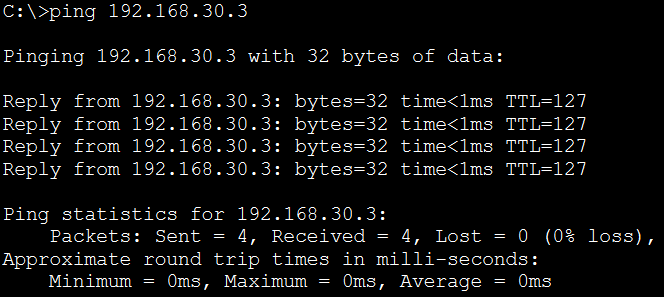 C:\>ping 192.168.30.3
Pinging 192.168.30.3 with 32 bytes of data:
Reply from 192.168.30.3: bytes=32 time<1ms TTL=127
Reply from 192.168.30.3: bytes=32 time<1ms TTL=127
Reply from 192.168.30.3: bytes=32 time<1ms TTL=127
Reply from 192.168.30.3: bytes=32 time<1ms TTL=127
Ping statistics for 192.168.30.3:
    Packets: Sent = 4, Received = 4, Lost = 0 (0% loss),
Approximate round trip times in milli-seconds:
    Minimum = 0ms, Maximum = 0ms, Average = 0ms